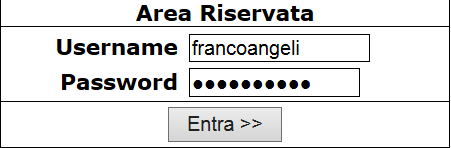 Area Riservata
Username francoangeli
Password ●●●●●●●●●●
Entra >>